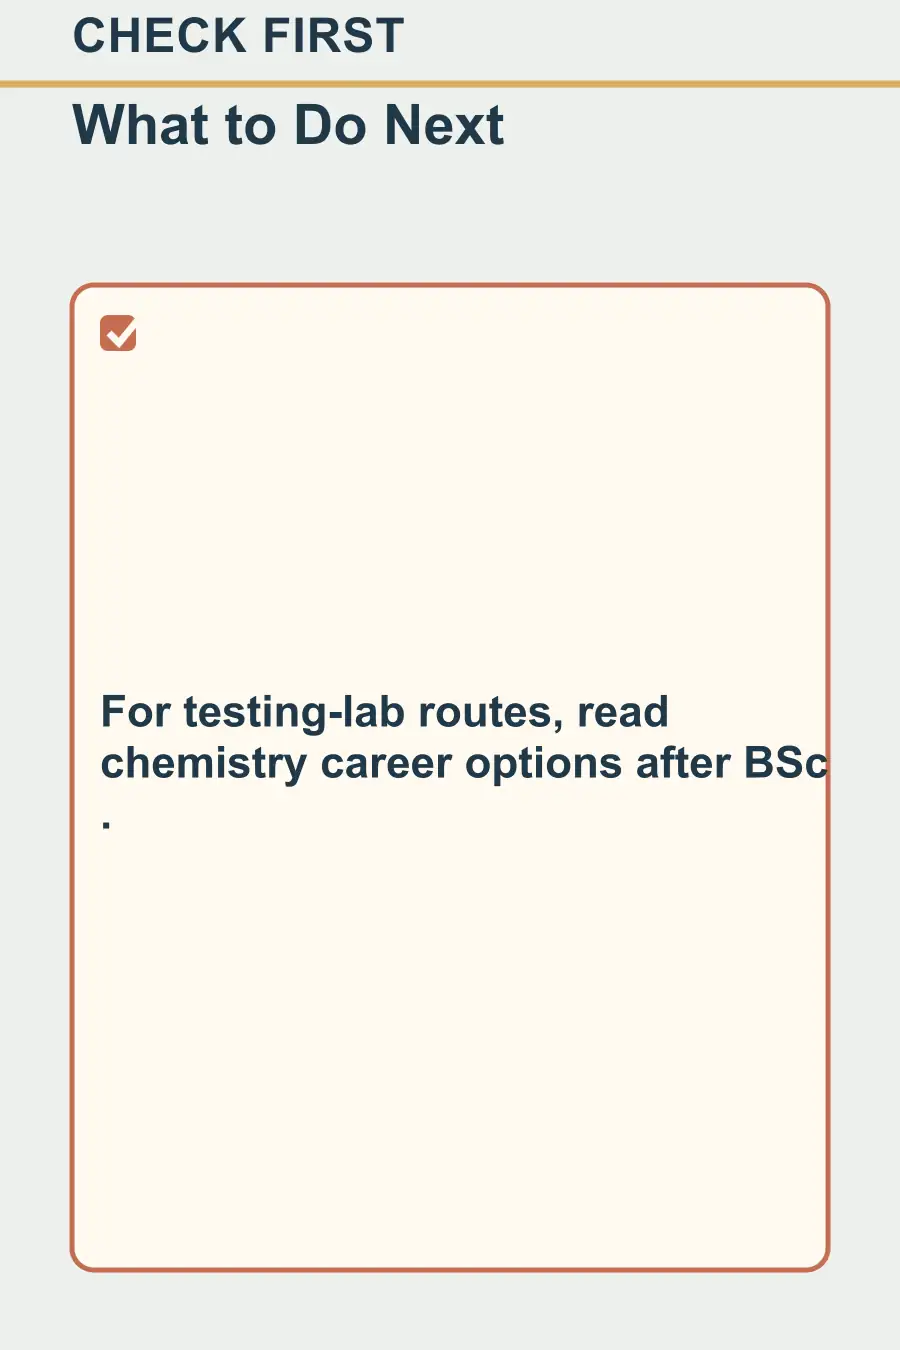 CHECK FIRST
What to Do Next
For testing-lab routes, read
chemistry career options after BSc
.